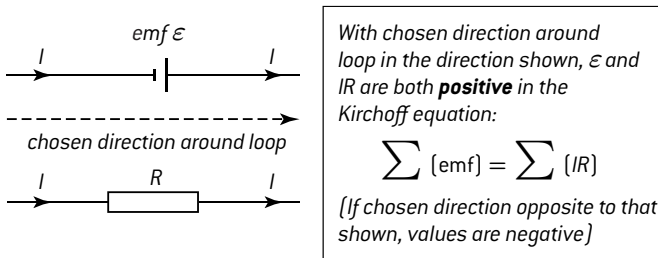 emf ε
I I
chosen direction around loop
R
I I
With chosen direction around
loop in the direction shown, ε and
IR are both positive in the
Kirchoff equation:
∑ (emf) = ∑ (IR)
(If chosen direction opposite to that
shown, values are negative)